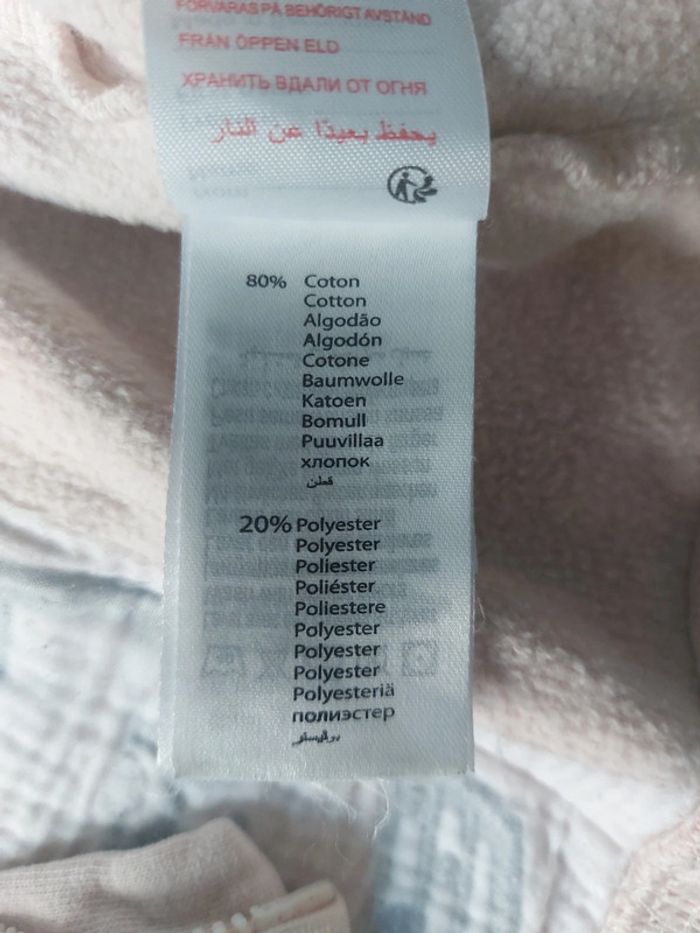 FÖRVARAS PÅ BEHÖRIGT AVSTÅND
FRÅN ÖPPEN ELD
ХРАНИТЬ ВДАЛИ ОТ ОГНЯ
يحفظ بعيدًا عن النار
80% Coton
Cotton
Algodão
Algodón
Cotone
Baumwolle
Katoen
Bomull
Puuvillaa
хлопок
قطن
20% Polyester
Polyester
Poliester
Poliéster
Poliestere
Polyester
Polyester
Polyester
Polyesteriä
полиэстер